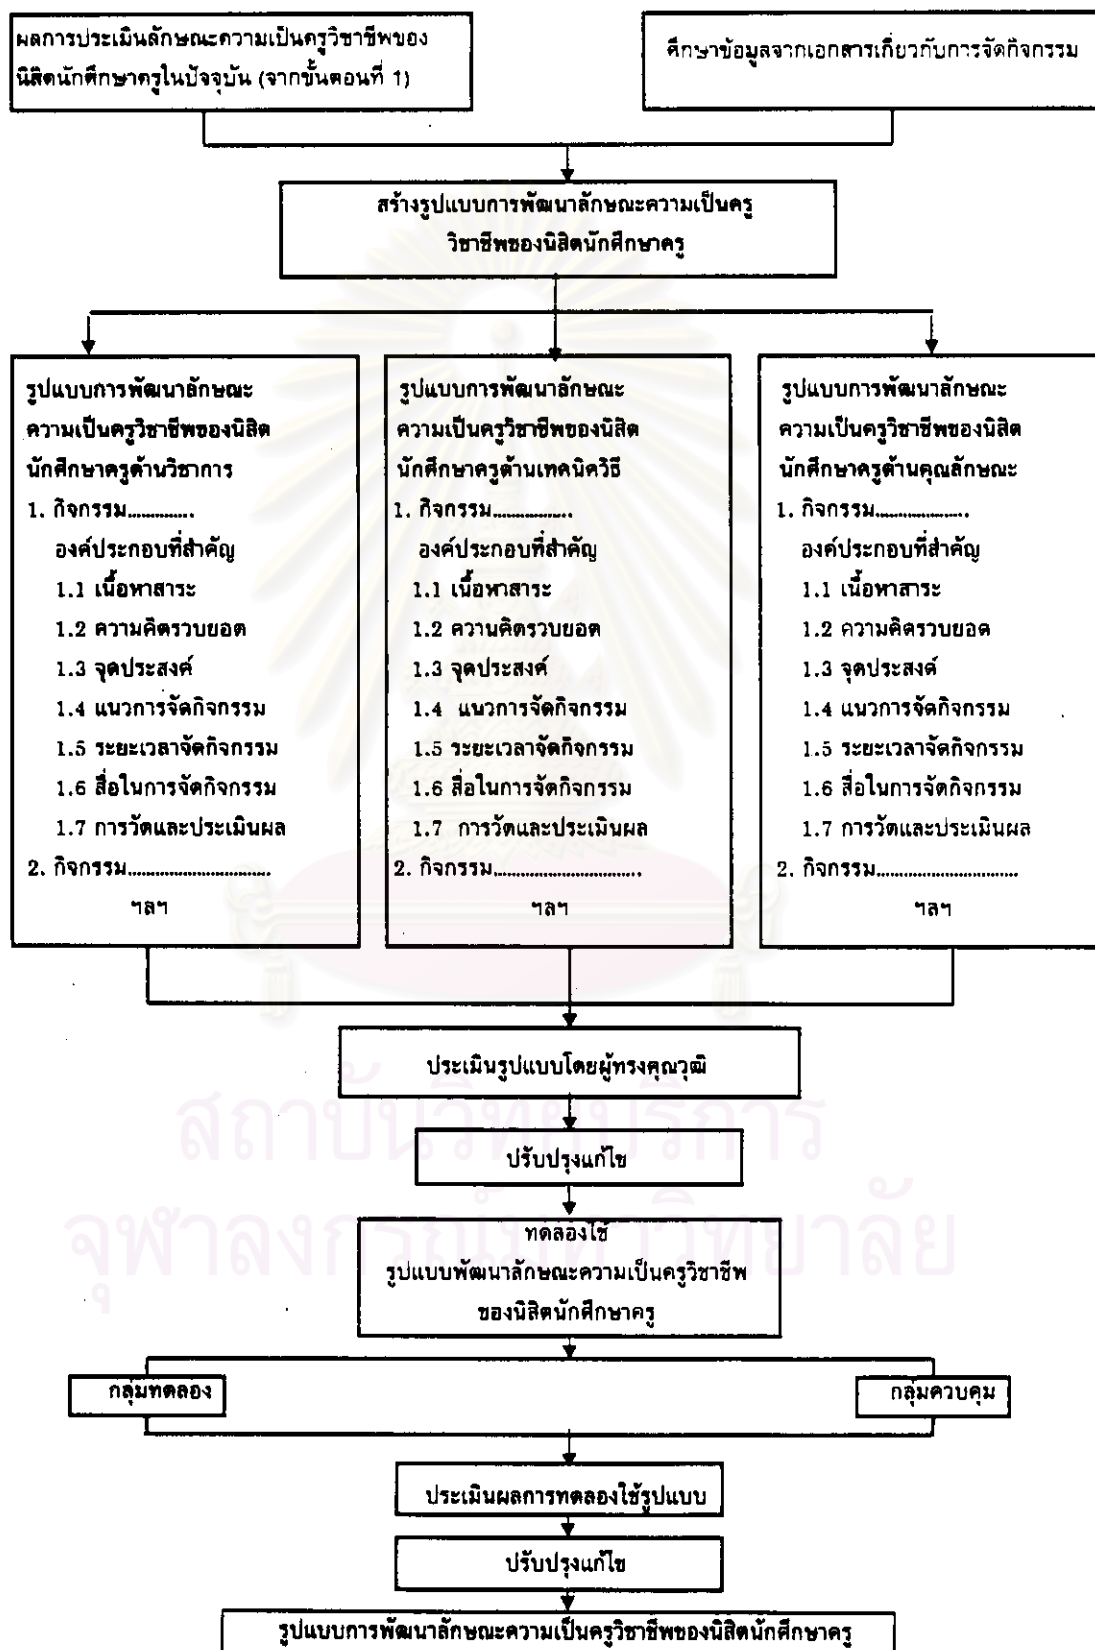 ผลการประเมินลักษณะความเป็นครูวิชาชีพของ
นิสิตนักศึกษาครูในปัจจุบัน (จากขั้นตอนที่ 1)
ศึกษาข้อมูลจากเอกสารเกี่ยวกับการจัดกิจกรรม
สร้างรูปแบบการพัฒนาลักษณะความเป็นครู
วิชาชีพของนิสิตนักศึกษาครู
รูปแบบการพัฒนาลักษณะ
ความเป็นครูวิชาชีพของนิสิต
นักศึกษาครูด้านวิชาการ
1. กิจกรรม.............
องค์ประกอบที่สำคัญ
1.1 เนื้อหาสาระ
1.2 ความคิดรวบยอด
1.3 จุดประสงค์
1.4 แนวการจัดกิจกรรม
1.5 ระยะเวลาจัดกิจกรรม
1.6 สื่อในการจัดกิจกรรม
1.7 การวัดและประเมินผล
2. กิจกรรม.............................
ฯลฯ
รูปแบบการพัฒนาลักษณะ
ความเป็นครูวิชาชีพของนิสิต
นักศึกษาครูด้านเทคนิควิธี
1. กิจกรรม................
องค์ประกอบที่สำคัญ
1.1 เนื้อหาสาระ
1.2 ความคิดรวบยอด
1.3 จุดประสงค์
1.4 แนวการจัดกิจกรรม
1.5 ระยะเวลาจัดกิจกรรม
1.6 สื่อในการจัดกิจกรรม
1.7 การวัดและประเมินผล
2. กิจกรรม..............................
ฯลฯ
รูปแบบการพัฒนาลักษณะ
ความเป็นครูวิชาชีพของนิสิต
นักศึกษาครูด้านคุณลักษณะ
1. กิจกรรม...................
องค์ประกอบที่สำคัญ
1.1 เนื้อหาสาระ
1.2 ความคิดรวบยอด
1.3 จุดประสงค์
1.4 แนวการจัดกิจกรรม
1.5 ระยะเวลาจัดกิจกรรม
1.6 สื่อในการจัดกิจกรรม
1.7 การวัดและประเมินผล
2. กิจกรรม.............................
ฯลฯ
ประเมินรูปแบบโดยผู้ทรงคุณวุฒิ
สถาบันวิทยบริการ
ปรับปรุงแก้ไข
จุฬาลงกรณ์มหาวิทยาลัย
ทดลองใช้
รูปแบบพัฒนาลักษณะความเป็นครูวิชาชีพ
ของนิสิตนักศึกษาครู
กลุ่มทดลอง
กลุ่มควบคุม
ประเมินผลการทดลองใช้รูปแบบ
ปรับปรุงแก้ไข
รูปแบบการพัฒนาลักษณะความเป็นครูวิชาชีพของนิสิตนักศึกษาครู